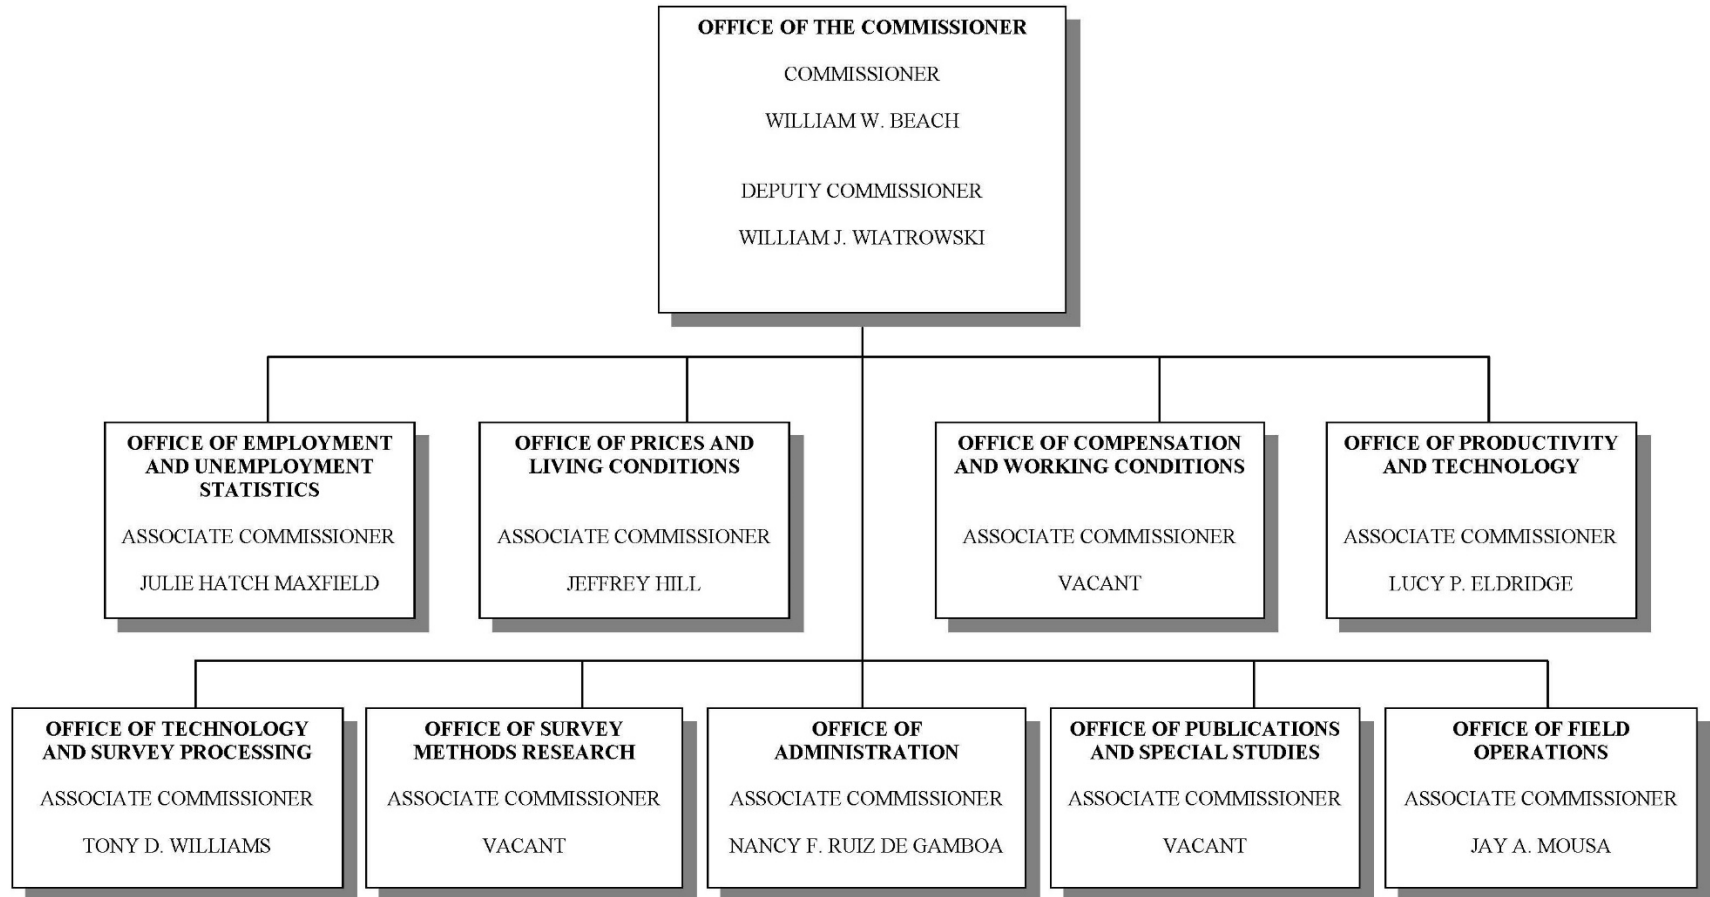 OFFICE OF THE COMMISSIONER
COMMISSIONER
WILLIAM W. BEACH
DEPUTY COMMISSIONER
WILLIAM J. WIATROWSKI
OFFICE OF EMPLOYMENT
AND UNEMPLOYMENT
STATISTICS
ASSOCIATE COMMISSIONER
JULIE HATCH MAXFIELD
OFFICE OF PRICES AND
LIVING CONDITIONS
ASSOCIATE COMMISSIONER
JEFFREY HILL
OFFICE OF COMPENSATION
AND WORKING CONDITIONS
ASSOCIATE COMMISSIONER
VACANT
OFFICE OF PRODUCTIVITY
AND TECHNOLOGY
ASSOCIATE COMMISSIONER
LUCY P. ELDRIDGE
OFFICE OF TECHNOLOGY
AND SURVEY PROCESSING
ASSOCIATE COMMISSIONER
TONY D. WILLIAMS
OFFICE OF SURVEY
METHODS RESEARCH
ASSOCIATE COMMISSIONER
VACANT
OFFICE OF
ADMINISTRATION
ASSOCIATE COMMISSIONER
NANCY F. RUIZ DE GAMBOA
OFFICE OF PUBLICATIONS
AND SPECIAL STUDIES
ASSOCIATE COMMISSIONER
VACANT
OFFICE OF FIELD
OPERATIONS
ASSOCIATE COMMISSIONER
JAY A. MOUSA